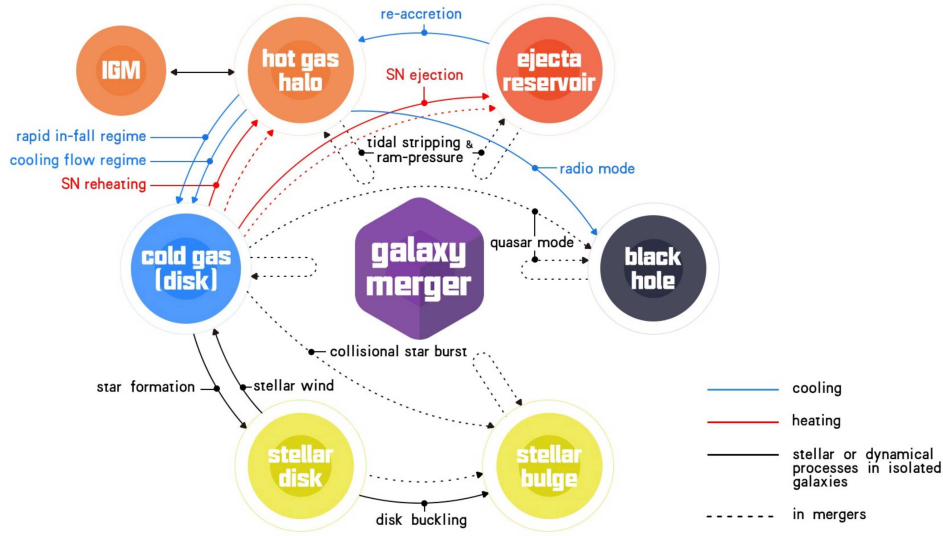 re-accretion
IGM
hot gas
halo
ejecta
reservoir
SN ejection
rapid in-fall regime
cooling flow regime
SN reheating
tidal stripping &
ram-pressure
radio mode
cold gas
(disk)
galaxy
merger
quasar mode
black
hole
collisional star burst
star formation
stellar wind
stellar
disk
stellar
bulge
disk buckling
cooling
heating
stellar or dynamical
processes in isolated
galaxies
in mergers